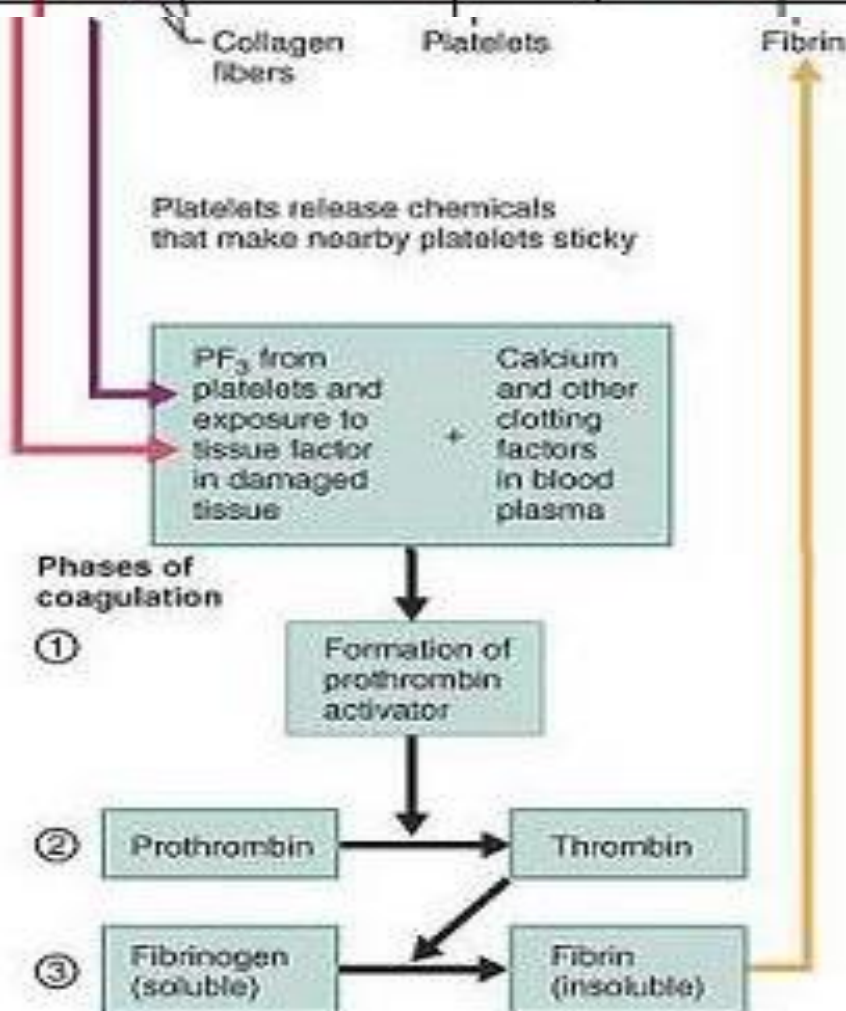 Collagen
fibers
Platelets
Fibrin
Platelets release chemicals
that make nearby platelets sticky
PF₃ from
platelets and
exposure to
tissue factor
in damaged
tissue
+
Calcium
and other
clotting
factors
in blood
plasma
Phases of
coagulation
①
Formation of
prothrombin
activator
②
Prothrombin
Thrombin
③
Fibrinogen
(soluble)
Fibrin
(insoluble)